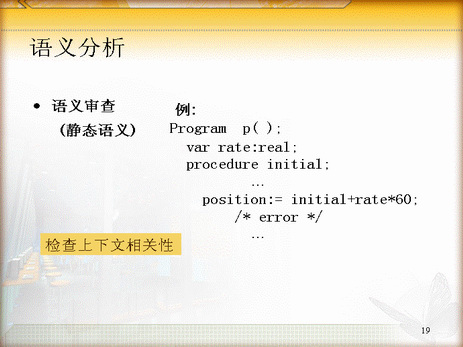 语义分析
• 语义审查
(静态语义)
例:
Program p( );
var rate:real;
procedure initial;
…
position:= initial+rate*60;
/* error */
…
检查上下文相关性
19